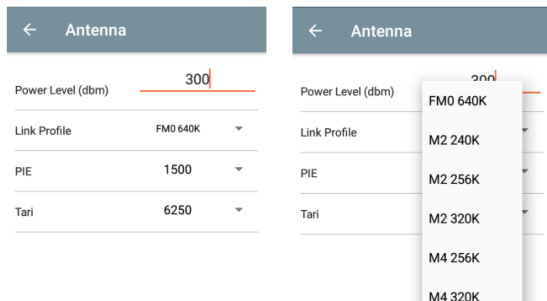 ← Antenna
Power Level (dbm) 300
Link Profile FM0 640K
PIE 1500
Tari 6250
← Antenna
Power Level (dbm) 300
Link Profile
PIE
Tari
FM0 640K
M2 240K
M2 256K
M2 320K
M4 256K
M4 320K